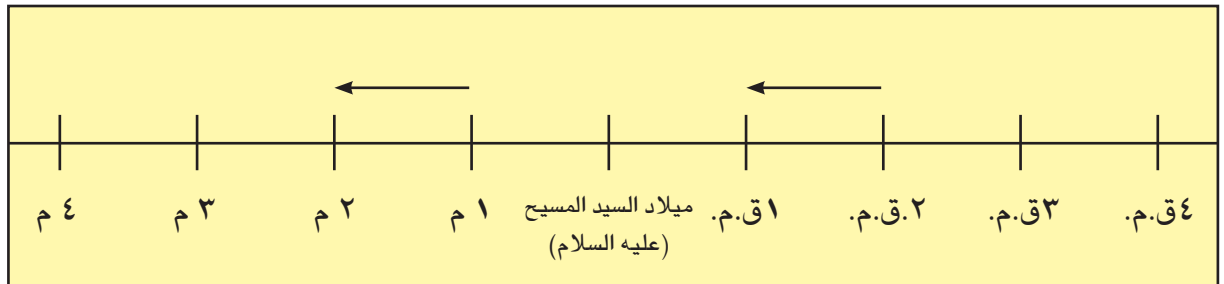 ٤ق.م. ٣ق.م. ٢.ق.م. ١ق.م. ميلاد السيد المسيح ١ م ٢ م ٣ م ٤ م
(عليه السلام)